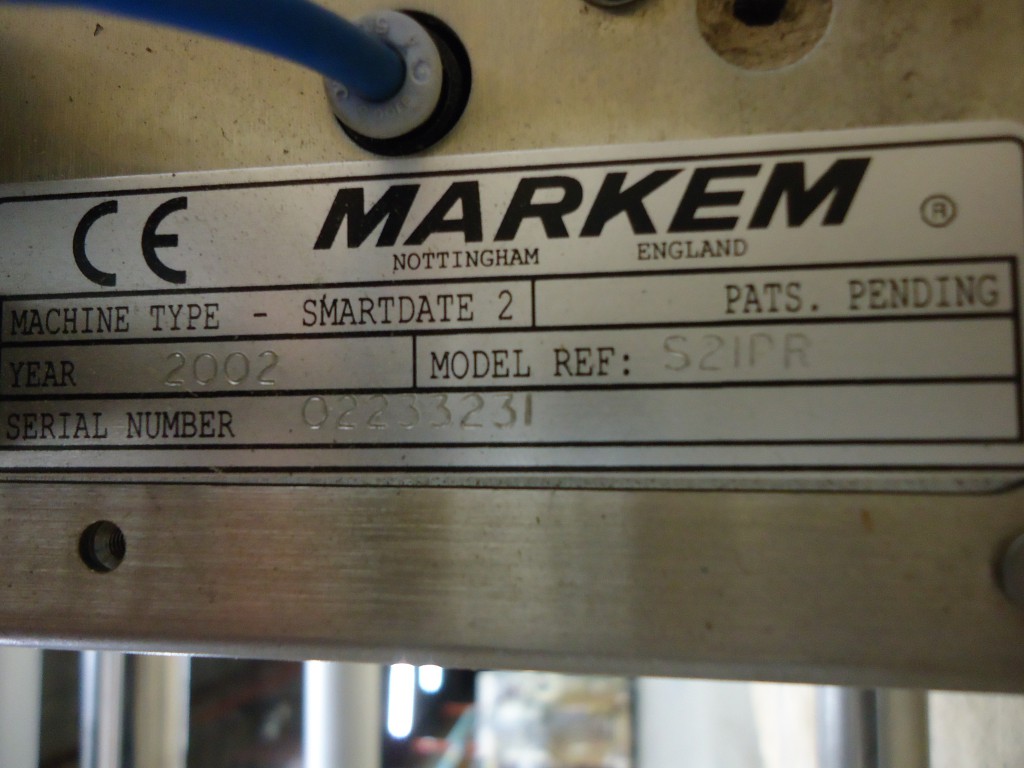 CE MARKEM ®
NOTTINGHAM ENGLAND
MACHINE TYPE - SMARTDATE 2 PATS. PENDING
YEAR 2002 MODEL REF: S21PR
SERIAL NUMBER 02233231